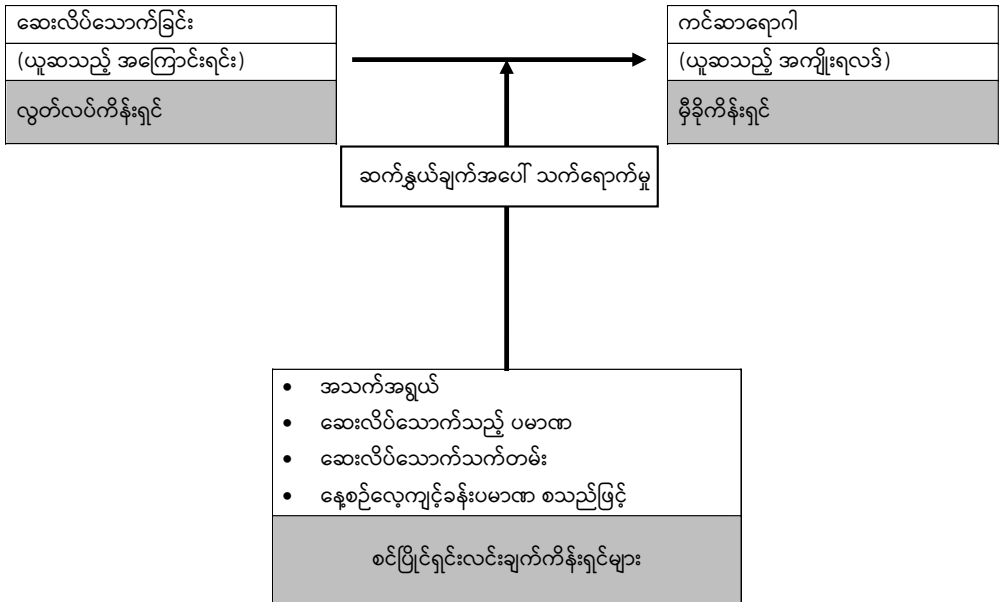 ဆေးလိပ်သောက်ခြင်း
(ယူဆသည့် အကြောင်းရင်း)
လွတ်လပ်ကိန်းရှင်
ကင်ဆာရောဂါ
(ယူဆသည့် အကျိုးရလဒ်)
မှီခိုကိန်းရှင်
ဆက်နွှယ်ချက်အပေါ် သက်ရောက်မှု
• အသက်အရွယ်
• ဆေးလိပ်သောက်သည့် ပမာဏ
• ဆေးလိပ်သောက်သက်တမ်း
• နေ့စဉ်လေ့ကျင့်ခန်းပမာဏ စသည်ဖြင့်
စင်ပြိုင်ရှင်းလင်းချက်ကိန်းရှင်များ